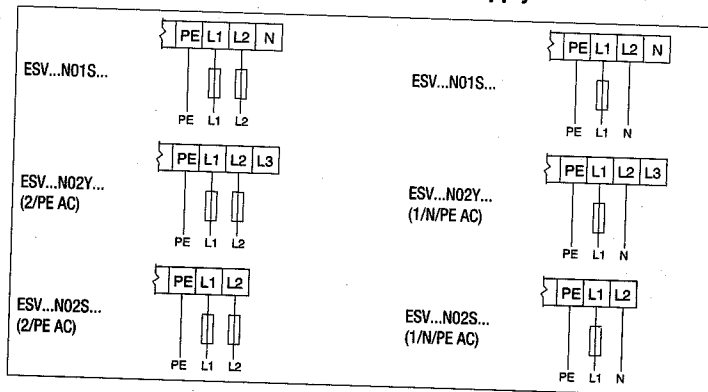 PE L1 L2 N
ESV...N01S...
PE L1 L2
PE L1 L2 N
ESV...N01S...
PE L1 N
PE L1 L2 L3
ESV...N02Y...
(2/PE AC)
PE L1 L2
PE L1 L2 L3
ESV...N02Y...
(1/N/PE AC)
PE L1 N
PE L1 L2
ESV...N02S...
(2/PE AC)
PE L1 L2
PE L1 L2
ESV...N02S...
(1/N/PE AC)
PE L1 N